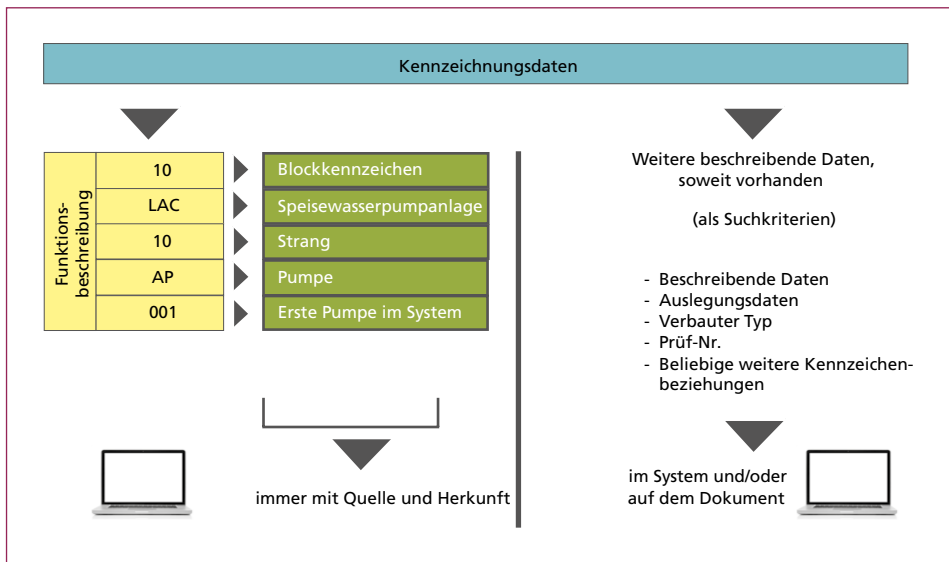 Kennzeichnungsdaten
Funktions-
beschreibung
10
Blockkennzeichen
LAC
Speisewasserpumpanlage
10
Strang
AP
Pumpe
001
Erste Pumpe im System
immer mit Quelle und Herkunft
Weitere beschreibende Daten,
soweit vorhanden
(als Suchkriterien)
- Beschreibende Daten
- Auslegungsdaten
- Verbauter Typ
- Prüf-Nr.
- Beliebige weitere Kennzeichen-
beziehungen
im System und/oder
auf dem Dokument